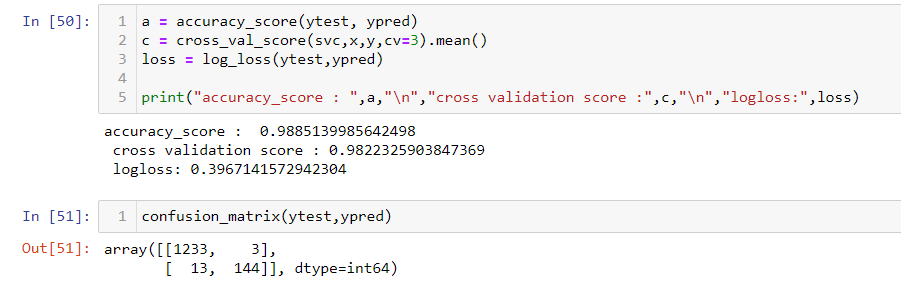 In [50]:
1 a = accuracy_score(ytest, ypred)
2 c = cross_val_score(svc,x,y,cv=3).mean()
3 loss = log_loss(ytest,ypred)
4
5 print("accuracy_score : ",a,"\n","cross validation score :",c,"\n","logloss:",loss)
accuracy_score :  0.9885139985642498
 cross validation score : 0.9822325903847369
 logloss: 0.3967141572942304
In [51]:
1 confusion_matrix(ytest,ypred)
Out[51]: array([[1233,    3],
       [  13,  144]], dtype=int64)